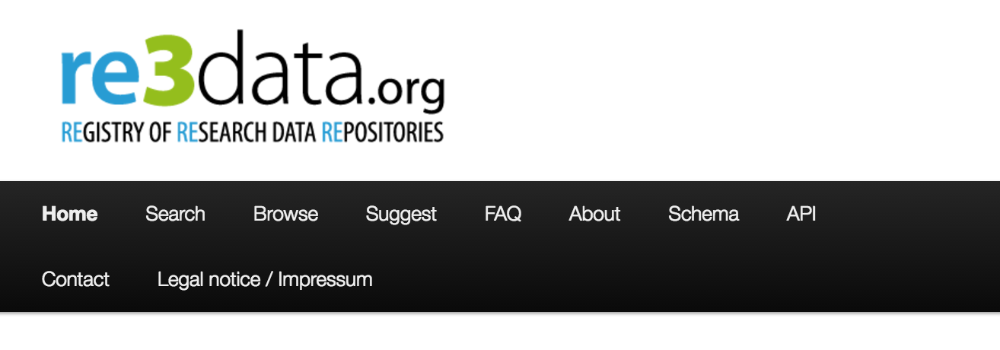 re3data.org
REGISTRY OF RESEARCH DATA REPOSITORIES
Home Search Browse Suggest FAQ About Schema API
Contact Legal notice / Impressum